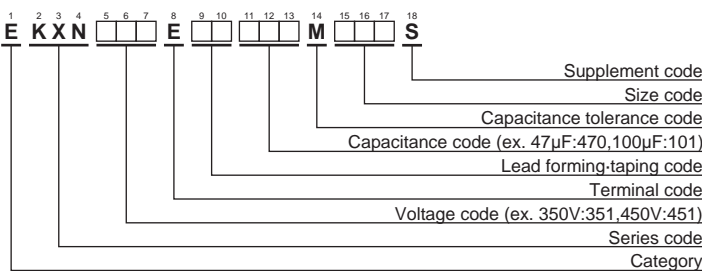 1 2 3 4 5 6 7 8 9 10 11 12 13 14 15 16 17 18
E K X N E M S
Supplement code
Size code
Capacitance tolerance code
Capacitance code (ex. 47µF:470,100µF:101)
Lead forming·taping code
Terminal code
Voltage code (ex. 350V:351,450V:451)
Series code
Category